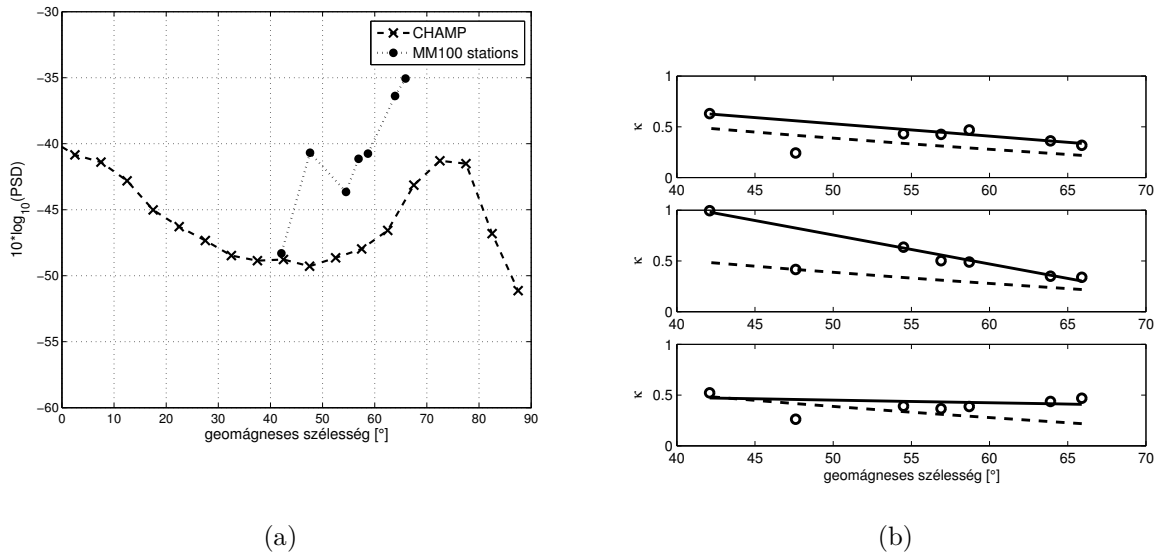 −30
−35
−40
−45
−50
−55
−60
10*log10(PSD)
CHAMP
MM100 stations
0 10 20 30 40 50 60 70 80 90
geomágneses szélesség [°]
(a)
1
0.5
0
κ
40 45 50 55 60 65 70
1
0.5
0
κ
40 45 50 55 60 65 70
1
0.5
0
κ
40 45 50 55 60 65 70
geomágneses szélesség [°]
(b)